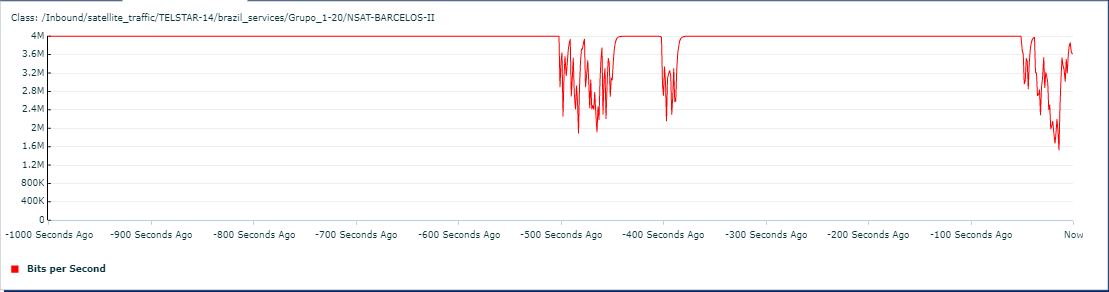 Class: /Inbound/satellite_traffic/TELSTAR-14/brazil_services/Grupo_1-20/NSAT-BARCELOS-II
4M
3.6M
3.2M
2.8M
2.4M
2M
1.6M
1.2M
800K
400K
0
-1000 Seconds Ago -900 Seconds Ago -800 Seconds Ago -700 Seconds Ago -600 Seconds Ago -500 Seconds Ago -400 Seconds Ago -300 Seconds Ago -200 Seconds Ago -100 Seconds Ago Now
Bits per Second